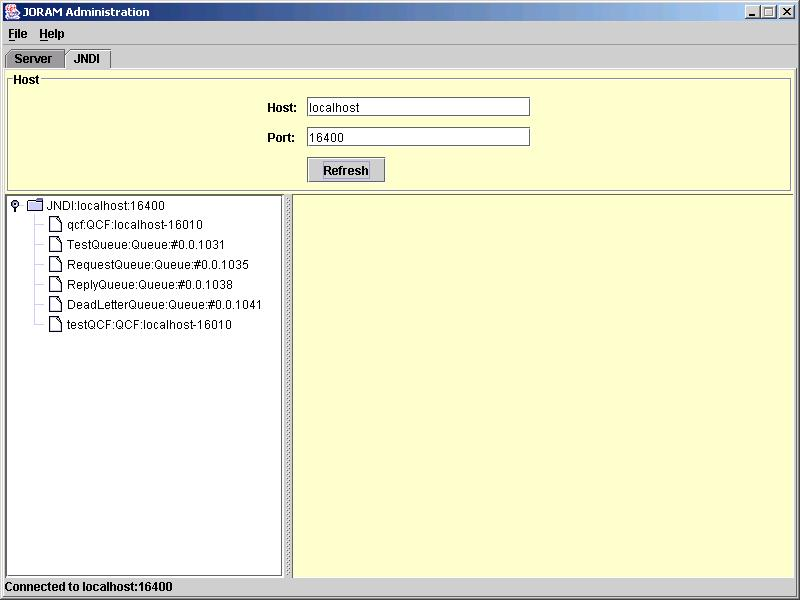 JORAM Administration
File Help
Server JNDI
Host
Host: localhost
Port: 16400
Refresh
JNDI:localhost:16400
qcf:QCF:localhost-16010
TestQueue:Queue:#0.0.1031
RequestQueue:Queue:#0.0.1035
ReplyQueue:Queue:#0.0.1038
DeadLetterQueue:Queue:#0.0.1041
testQCF:QCF:localhost-16010
Connected to localhost:16400